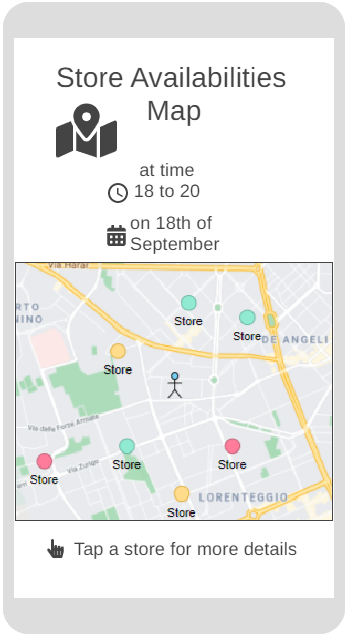 Store Availabilities
Map
at time
18 to 20
on 18th of
September
Via Harar
Store
Store
DE ANGELI
Store
Via delle Forze Armate
Store
Store
Via Zurigo
Store
LORENTEGGIO
Store
Tap a store for more details